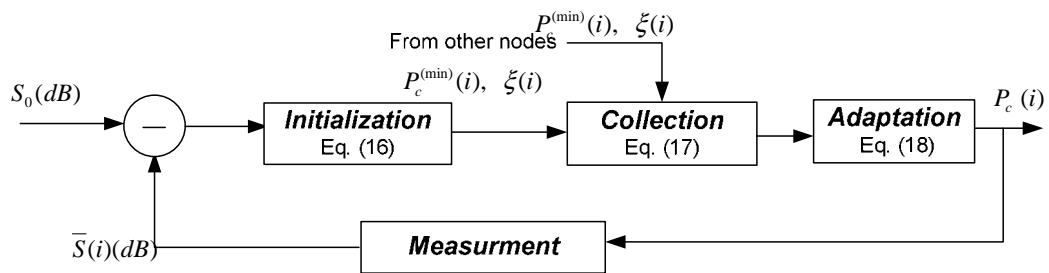 P_c^{(min)}(i), ξ(i)
From other nodes
P_c^{(min)}(i), ξ(i)
S_0(dB)
P_c(i)
—
Initialization
Eq. (16)
Collection
Eq. (17)
Adaptation
Eq. (18)
S̅(i)(dB)
Measurment